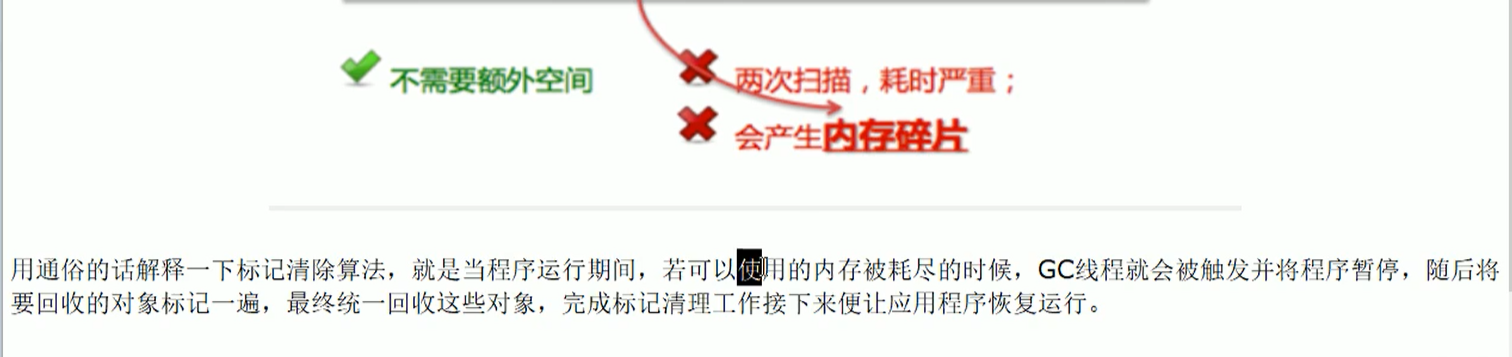 不需要额外空间
两次扫描，耗时严重；
会产生内存碎片
用通俗的话解释一下标记清除算法，就是当程序运行期间，若可以使用的内存被耗尽的时候，GC线程就会被触发并将程序暂停，随后将
要回收的对象标记一遍，最终统一回收这些对象，完成标记清理工作接下来便让应用程序恢复运行。